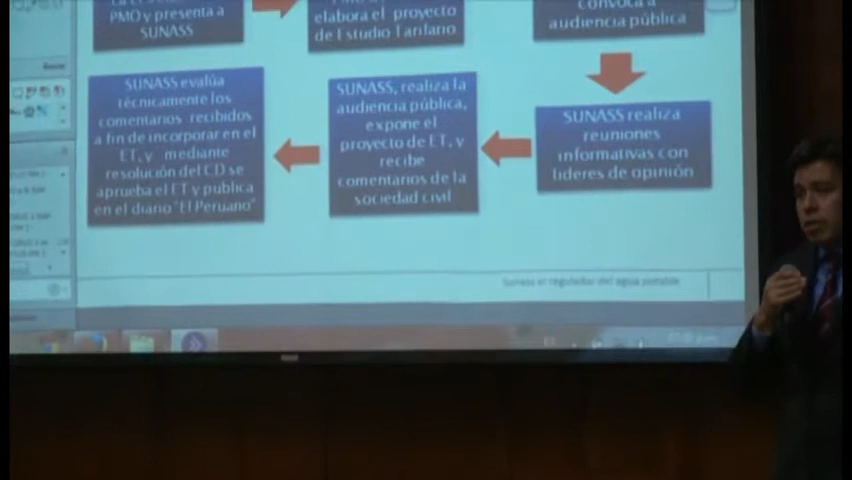 PMO y presenta a
SUNASS
elabora el proyecto
de Estudio Tarifario
convoca a
audiencia pública
SUNASS realiza
reuniones
informativas con
líderes de opinión
SUNASS, realiza la
audiencia pública,
expone el
proyecto de ET, y
recibe
comentarios de la
sociedad civil
SUNASS evalúa
técnicamente los
comentarios recibidos
a fin de incorporar en el
ET, y mediante
resolución del CD se
aprueba el ET y publica
en el diario "El Peruano"
Sunass el regulador del agua potable